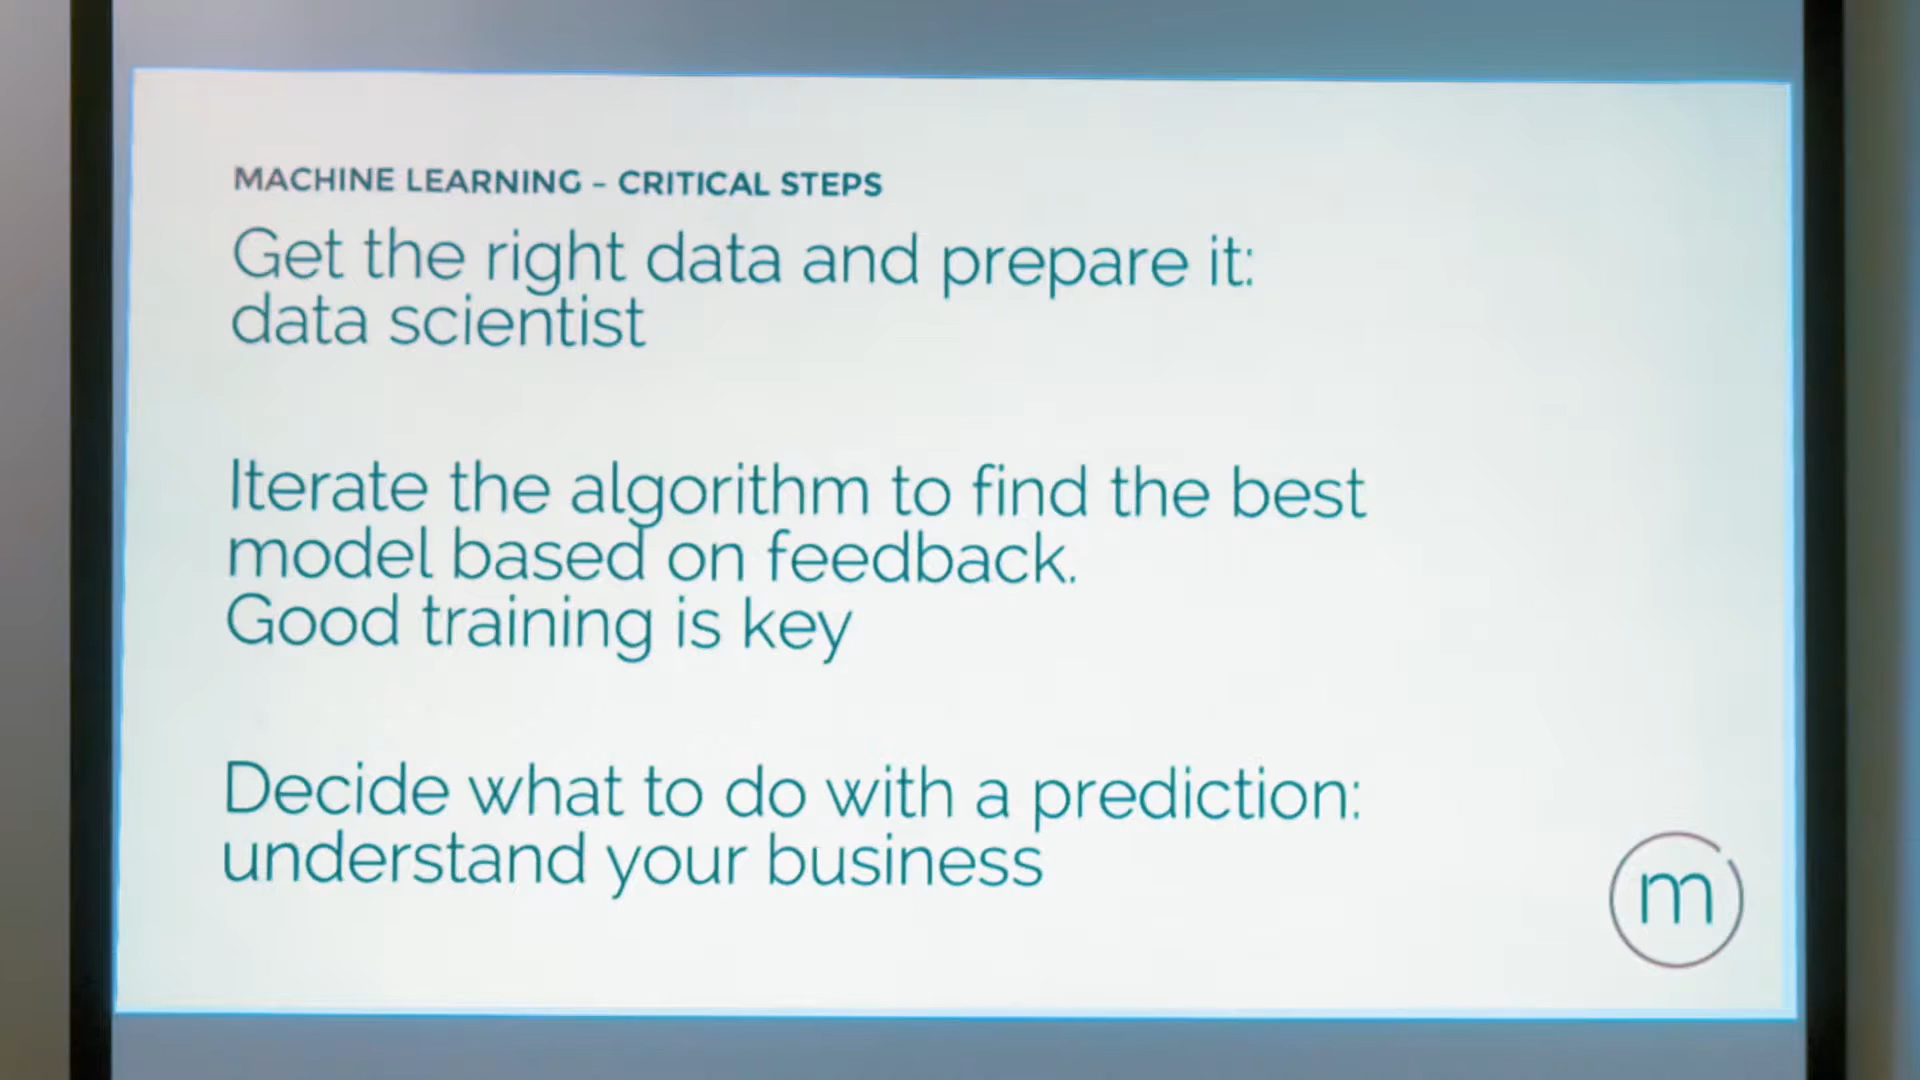 MACHINE LEARNING – CRITICAL STEPS
Get the right data and prepare it:
data scientist
Iterate the algorithm to find the best
model based on feedback.
Good training is key
Decide what to do with a prediction:
understand your business
m